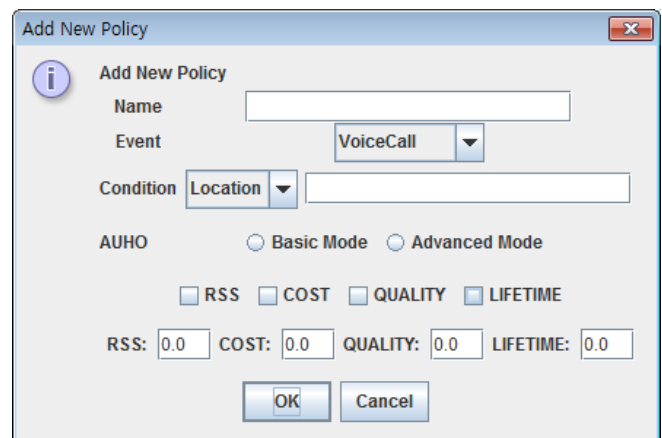 Add New Policy
Add New Policy
Name
Event VoiceCall
Condition Location
AUHO Basic Mode Advanced Mode
RSS COST QUALITY LIFETIME
RSS: 0.0 COST: 0.0 QUALITY: 0.0 LIFETIME: 0.0
OK Cancel